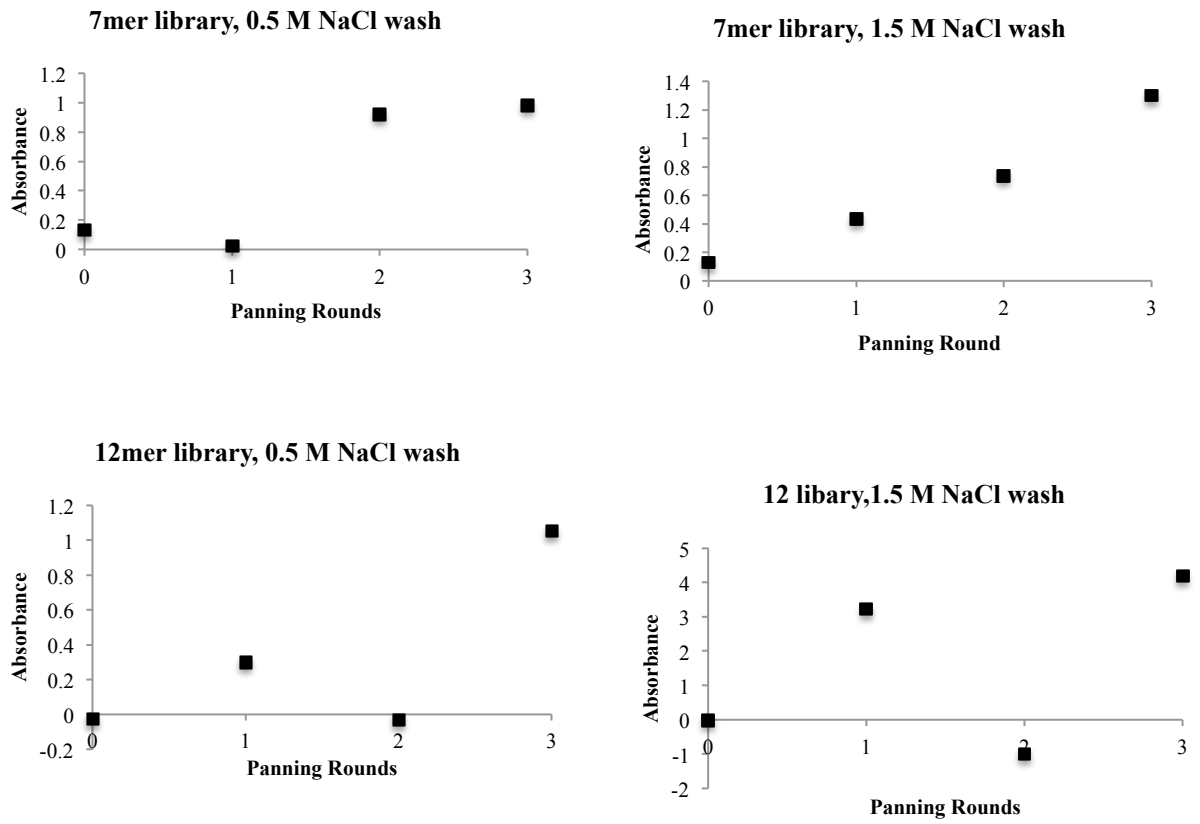 7mer library, 0.5 M NaCl wash
1.2
1
0.8
0.6
0.4
0.2
0
0 1 2 3
Absorbance
Panning Rounds
7mer library, 1.5 M NaCl wash
1.4
1.2
1
0.8
0.6
0.4
0.2
0
0 1 2 3
Absorbance
Panning Round
12mer library, 0.5 M NaCl wash
1.2
1
0.8
0.6
0.4
0.2
0
-0.2
0 1 2 3
Absorbance
Panning Rounds
12 libary,1.5 M NaCl wash
5
4
3
2
1
0
-1
-2
0 1 2 3
Absorbance
Panning Rounds